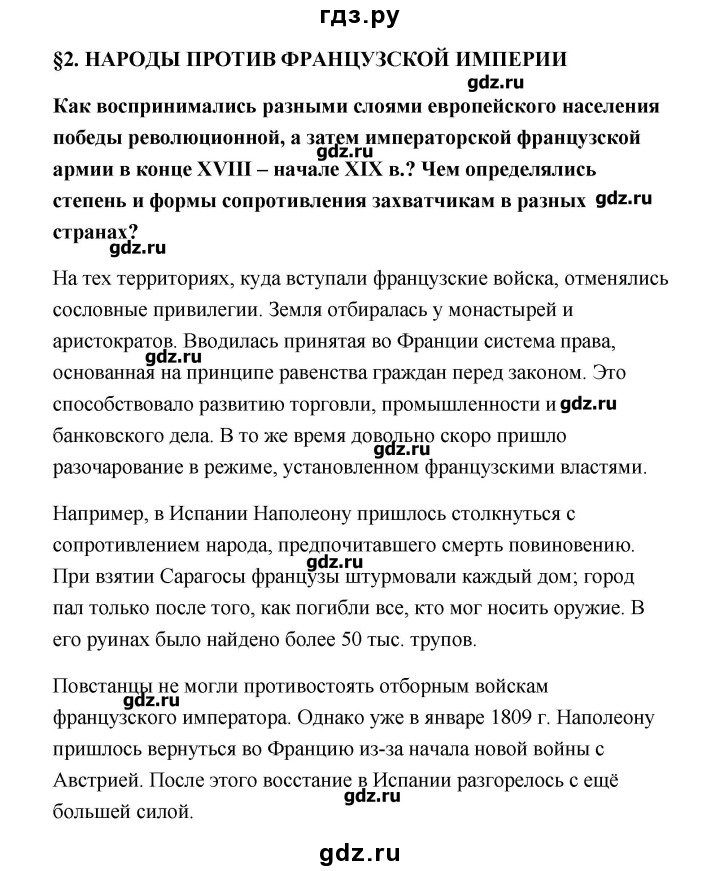 гдз.ру
§2. НАРОДЫ ПРОТИВ ФРАНЦУЗСКОЙ ИМПЕРИИ
gdz.ru
Как воспринимались разными слоями европейского населения
победы революционной, а затем императорской французской
gdz.ru
армии в конце XVIII – начале XIX в.? Чем определялись
степень и формы сопротивления захватчикам в разных gdz.ru
странах?
gdz.ru
На тех территориях, куда вступали французские войска, отменялись
сословные привилегии. Земля отбиралась у монастырей и
аристократов. Вводилась принятая во Франции система права,
gdz.ru
основанная на принципе равенства граждан перед законом. Это
способствовало развитию торговли, промышленности и gdz.ru
банковского дела. В то же время довольно скоро пришло
gdz.ru
разочарование в режиме, установленном французскими властями.
Например, в Испании Наполеону пришлось столкнуться с
сопротивлением народа, предпочитавшего смерть повиновению.
gdz.ru
При взятии Сарагосы французы штурмовали каждый дом; город
пал только после того, как погибли все, кто мог носить оружие. В
его руинах было найдено более 50 тыс. трупов.
Повстанцы не могли противостоять отборным войскам
gdz.ru
французского императора. Однако уже в январе 1809 г. Наполеону
пришлось вернуться во Францию из-за начала новой войны с
Австрией. После этого восстание в Испании разгорелось с ещё
gdz.ru
большей силой.
gdz.ru